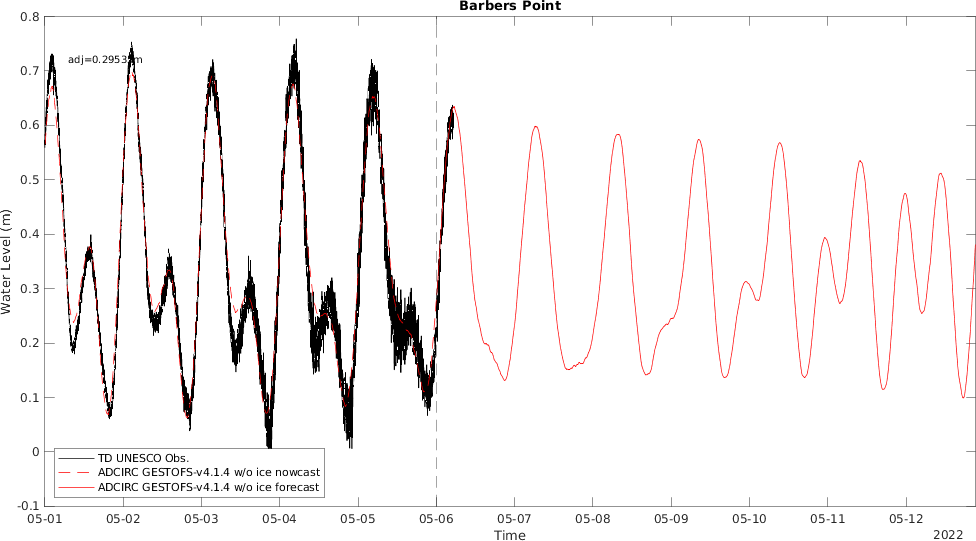 Barbers Point
0.8
0.7
0.6
0.5
0.4
0.3
0.2
0.1
0
-0.1
Water Level (m)
TD UNESCO Obs.
ADCIRC GESTOFS-v4.1.4 w/o ice nowcast
ADCIRC GESTOFS-v4.1.4 w/o ice forecast
05-01 05-02 05-03 05-04 05-05 05-06 05-07 05-08 05-09 05-10 05-11 05-12
Time
2022